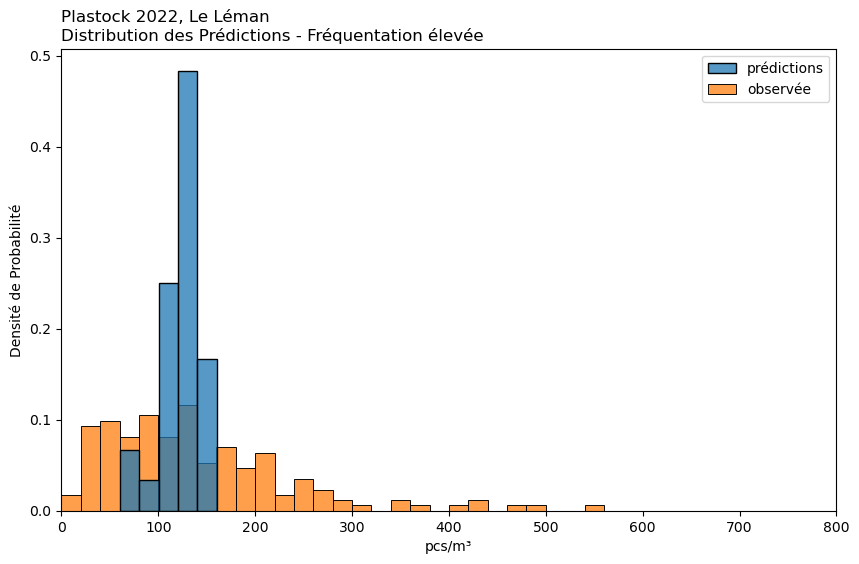 Plastock 2022, Le Léman
Distribution des Prédictions - Fréquentation élevée
prédictions
observée
Densité de Probabilité
0.5
0.4
0.3
0.2
0.1
0.0
0 100 200 300 400 500 600 700 800
pcs/m³